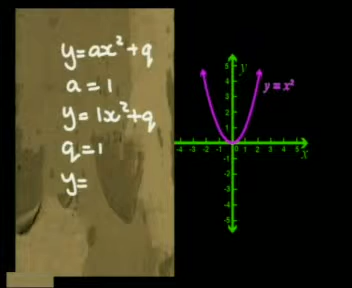 y=ax²+q
a=1
y=1x²+q
q=1
y=
y
y=x²
x
5
4
3
2
1
-4 -3 -2 -1 0 1 2 3 4 5
-1
-2
-3
-4
-5